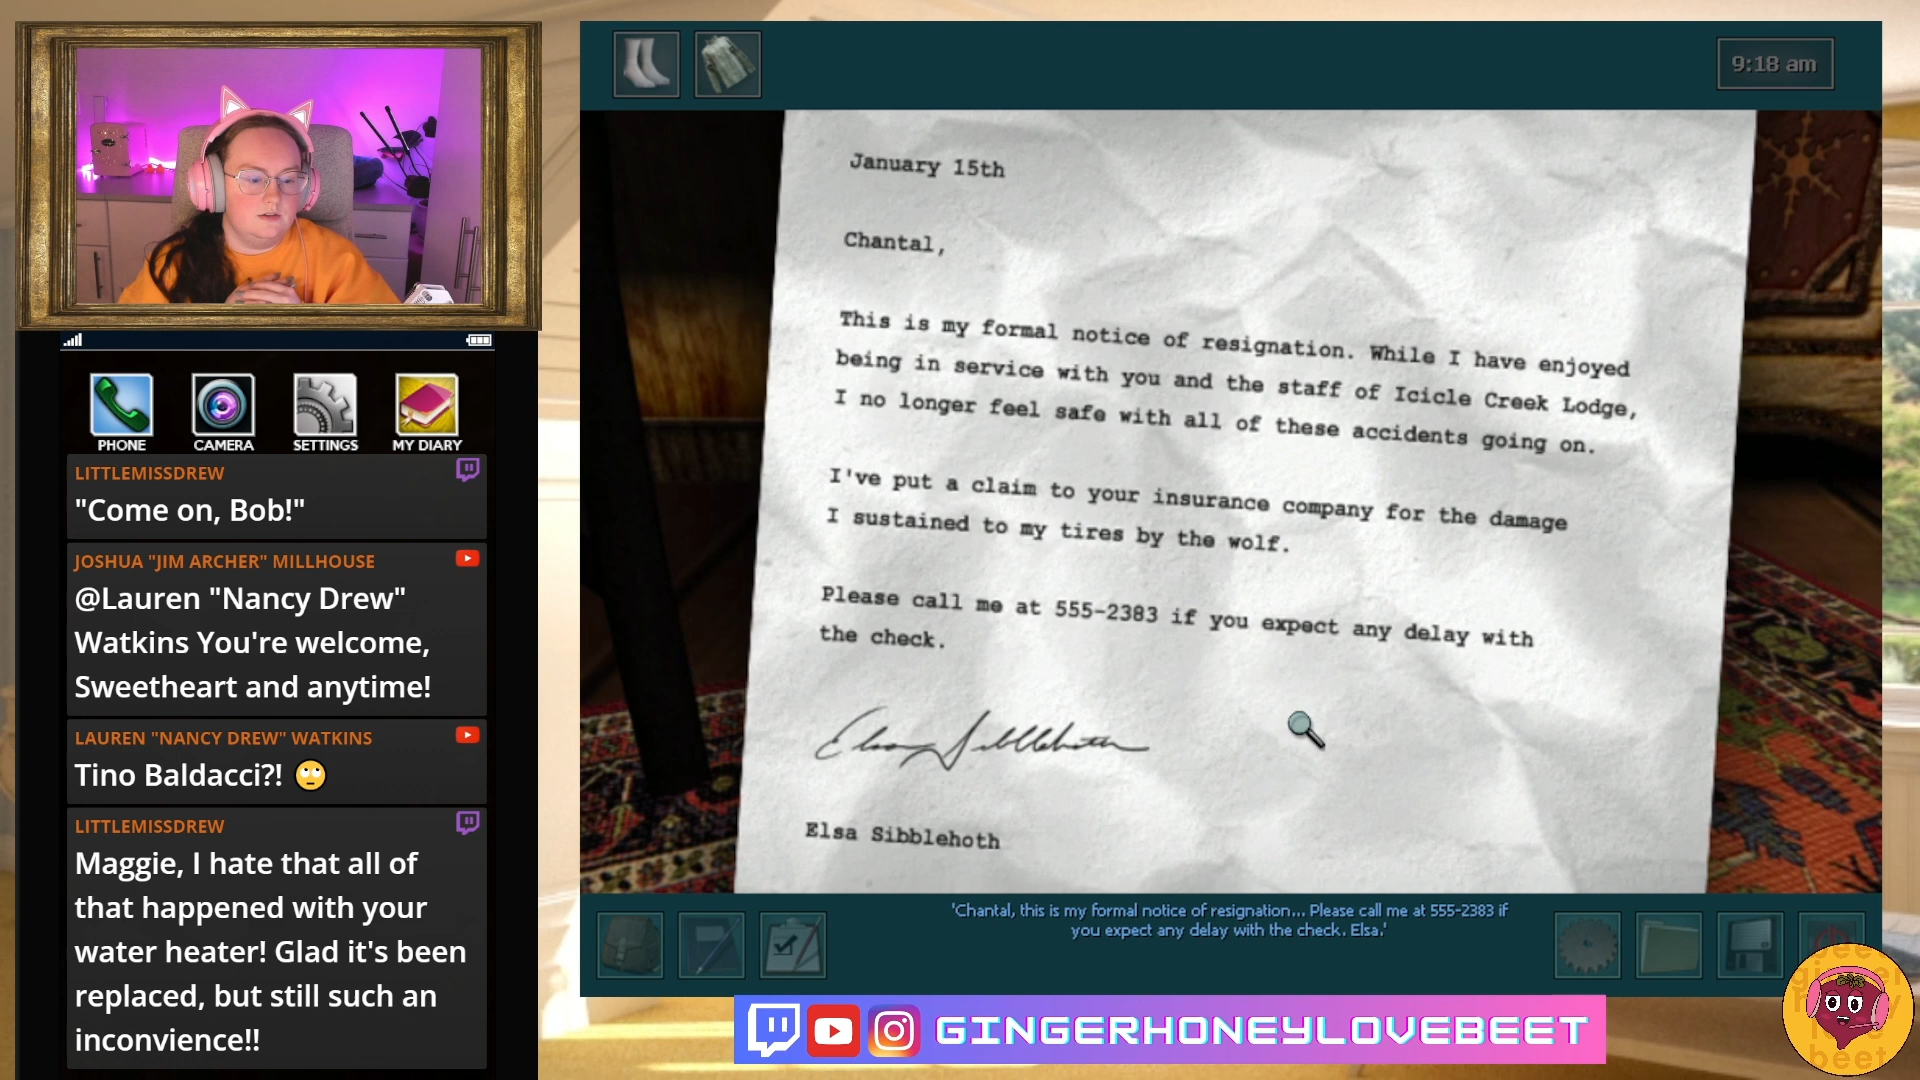 PHONE
CAMERA
SETTINGS
MY DIARY
LITTLEMISSDREW
"Come on, Bob!"
JOSHUA "JIM ARCHER" MILLHOUSE
@Lauren "Nancy Drew"
Watkins You're welcome,
Sweetheart and anytime!
LAUREN "NANCY DREW" WATKINS
Tino Baldacci?! 🙄
LITTLEMISSDREW
Maggie, I hate that all of
that happened with your
water heater! Glad it's been
replaced, but still such an
inconvience!!
9:18 am
January 15th
Chantal,
This is my formal notice of resignation. While I have enjoyed
being in service with you and the staff of Icicle Creek Lodge,
I no longer feel safe with all of these accidents going on.
I've put a claim to your insurance company for the damage
I sustained to my tires by the wolf.
Please call me at 555-2383 if you expect any delay with
the check.
Elsa Sibblehoth
Elsa Sibblehoth
'Chantal, this is my formal notice of resignation... Please call me at 555-2383 if
you expect any delay with the check. Elsa.'
GINGERHONEYLOVEBEET
beet